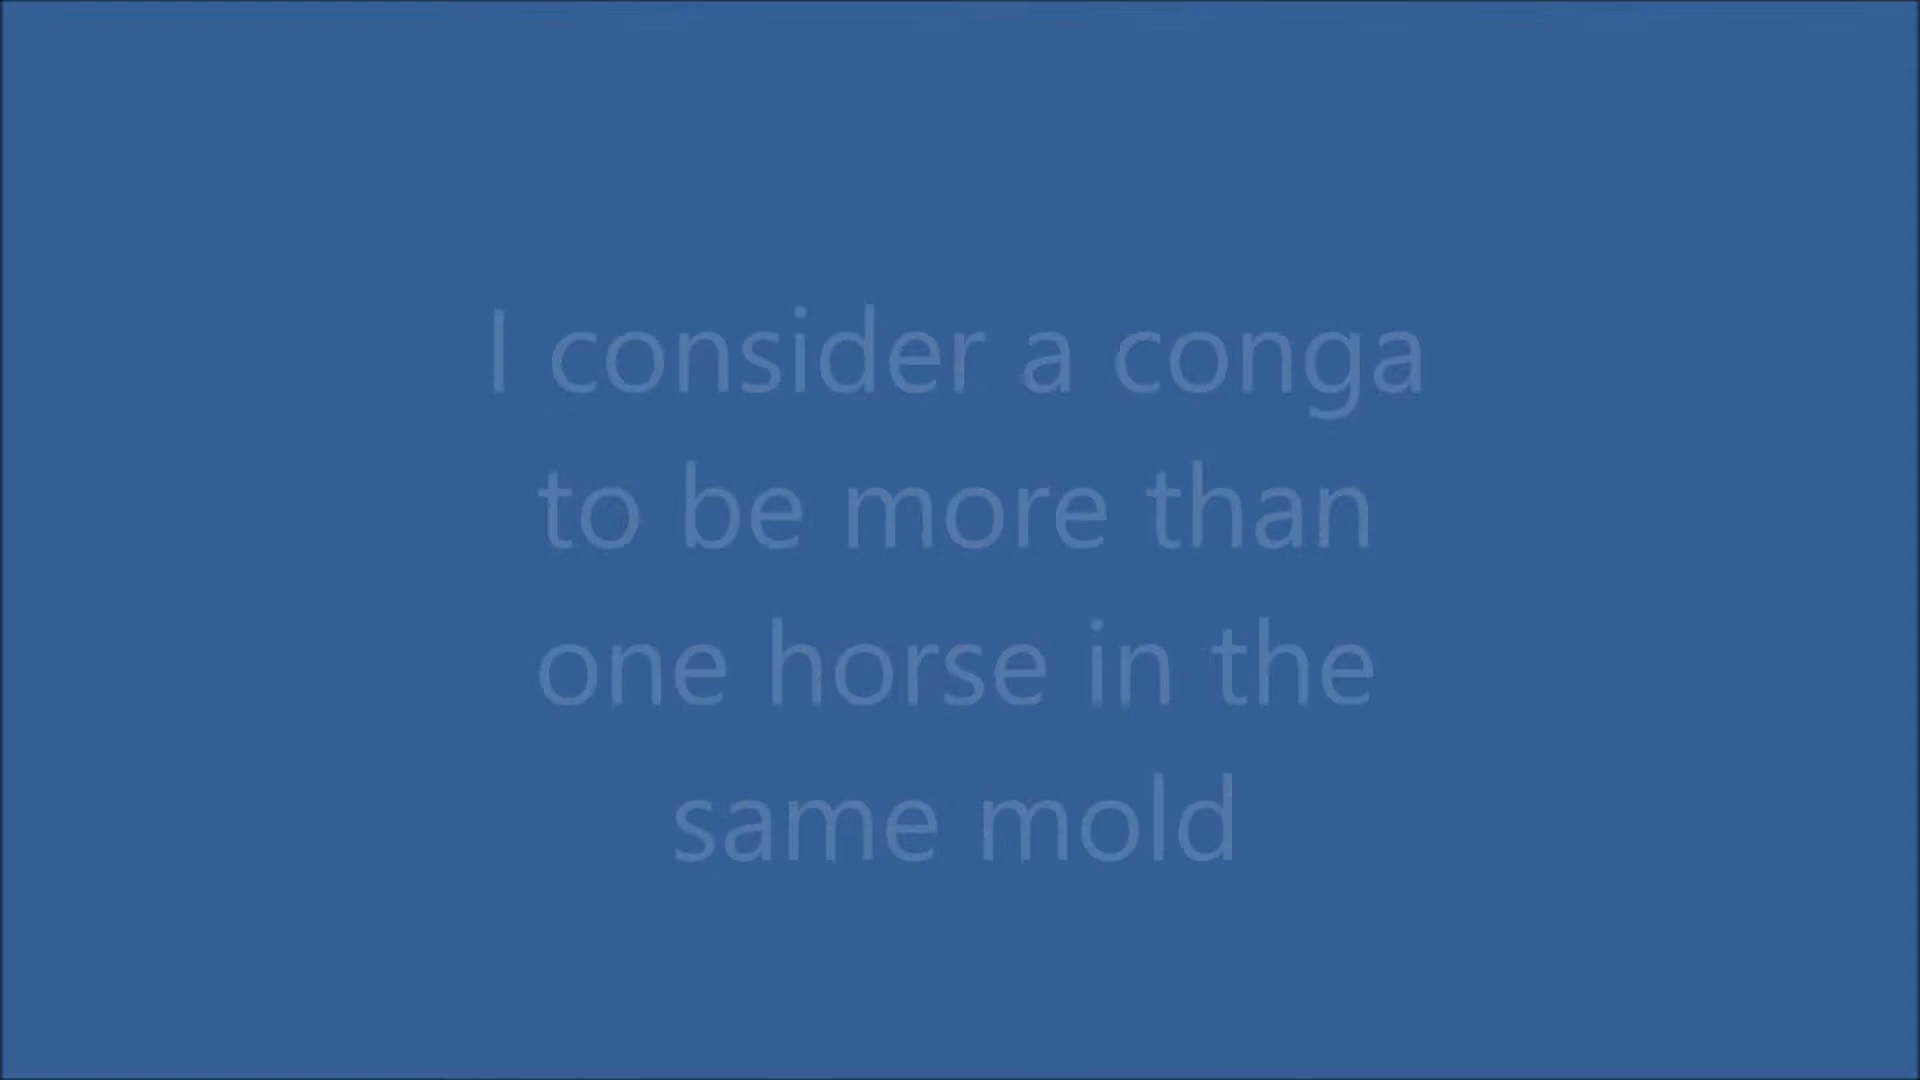 I consider a conga
to be more than
one horse in the
same mold